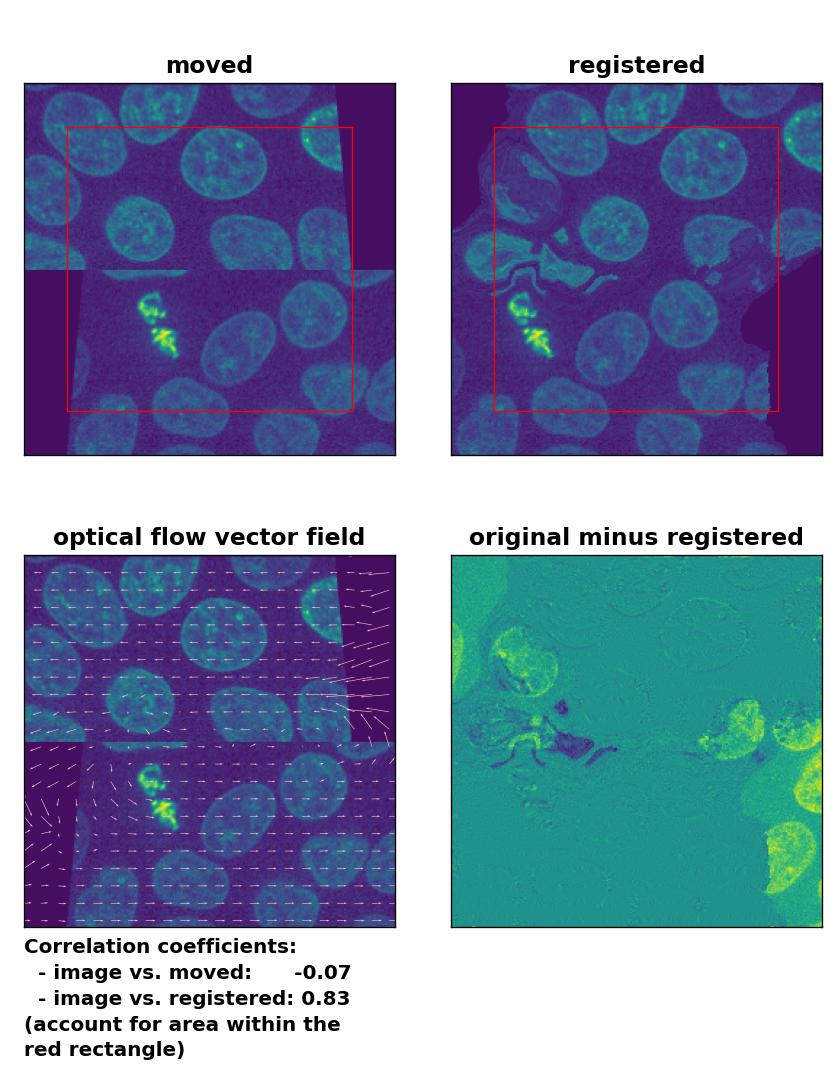 moved
registered
optical flow vector field
original minus registered
Correlation coefficients:
- image vs. moved: -0.07
- image vs. registered: 0.83
(account for area within the
red rectangle)